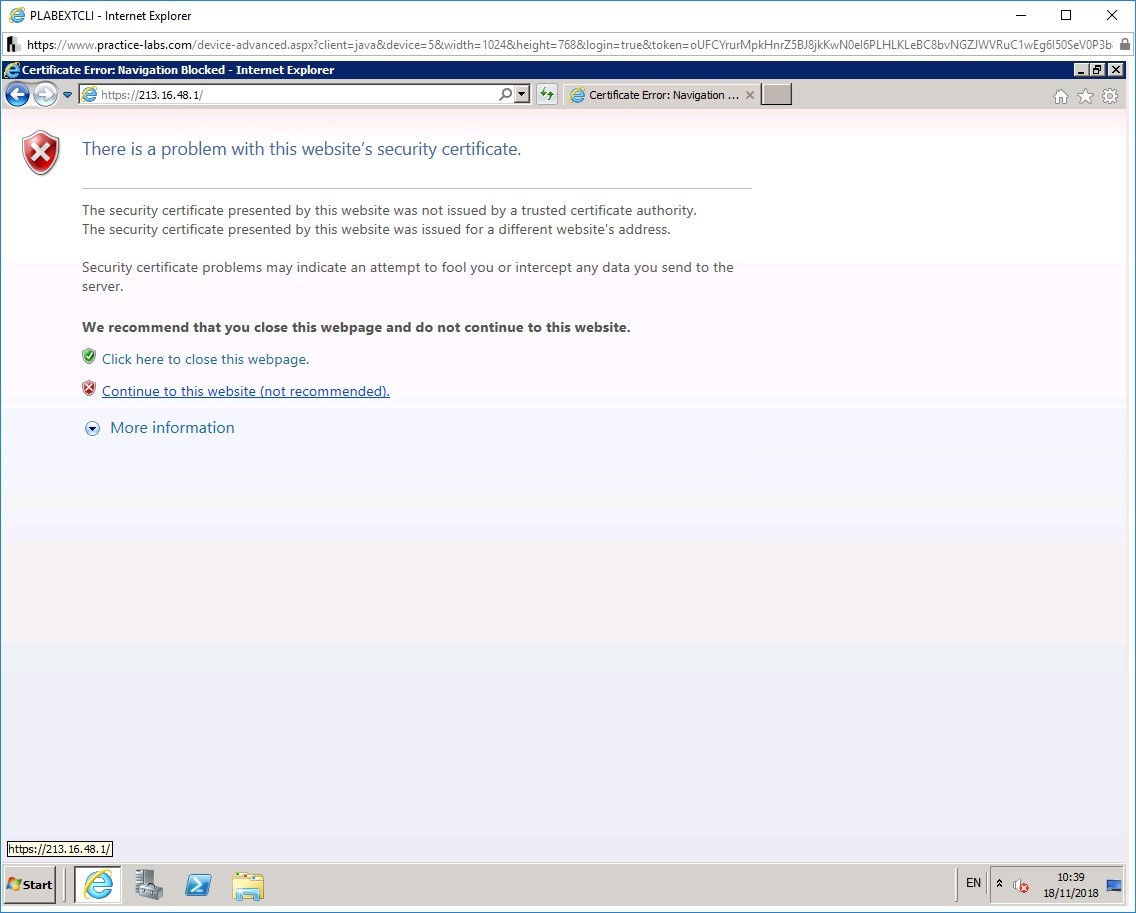 PLABEXTCLI - Internet Explorer
https://www.practice-labs.com/device-advanced.aspx?client=java&device=5&width=1024&height=768&login=true&token=oUFCYrurMpkHnrZ5BJ8jkKwN0eI6PLHLKLeBC8bvNGZJWVRuC1wEg6I50SeV0P3b
Certificate Error: Navigation Blocked - Internet Explorer
https://213.16.48.1/
Certificate Error: Navigation ...
There is a problem with this website's security certificate.
The security certificate presented by this website was not issued by a trusted certificate authority.
The security certificate presented by this website was issued for a different website's address.
Security certificate problems may indicate an attempt to fool you or intercept any data you send to the
server.
We recommend that you close this webpage and do not continue to this website.
Click here to close this webpage.
Continue to this website (not recommended).
More information
https://213.16.48.1/
Start
EN
10:39
18/11/2018